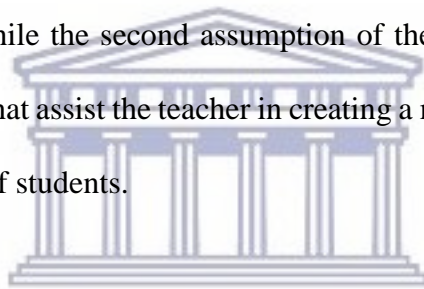 hile the second assumption of the
hat assist the teacher in creating a
f students.